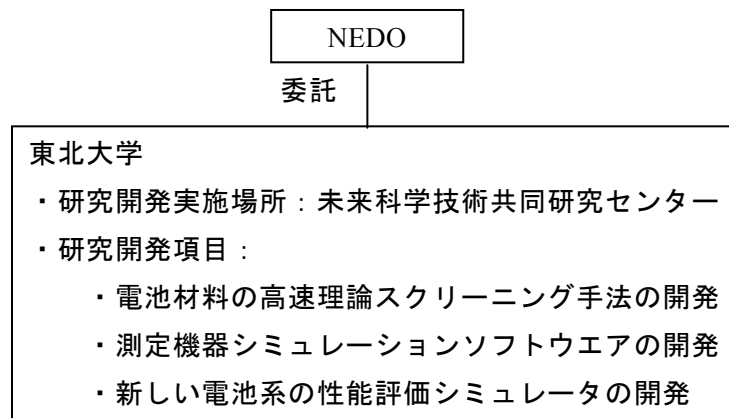 NEDO
委託
東北大学
・研究開発実施場所：未来科学技術共同研究センター
・研究開発項目：
・電池材料の高速理論スクリーニング手法の開発
・測定機器シミュレーションソフトウエアの開発
・新しい電池系の性能評価シミュレータの開発